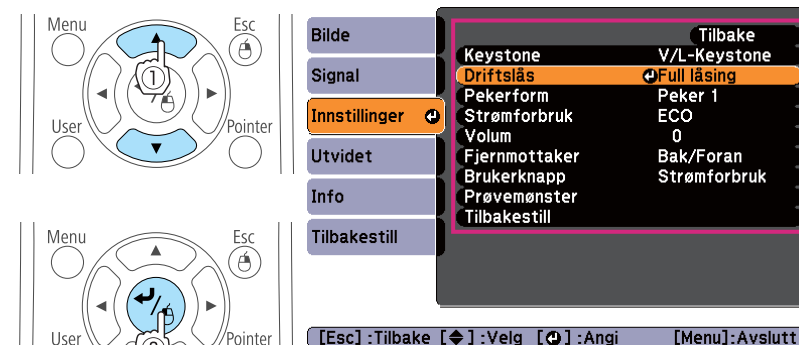 Menu
Esc
1
User
Pointer
Menu
Esc
User
Pointer
Bilde
Signal
Innstillinger
Utvidet
Info
Tilbakestill
Tilbake
Keystone V/L-Keystone
Driftslås Full låsing
Pekerform Peker 1
Strømforbruk ECO
Volum 0
Fjernmottaker Bak/Foran
Brukerknapp Strømforbruk
Prøvemønster
Tilbakestill
[Esc] :Tilbake [◆] :Velg [⏎] :Angi [Menu]:Avslutt